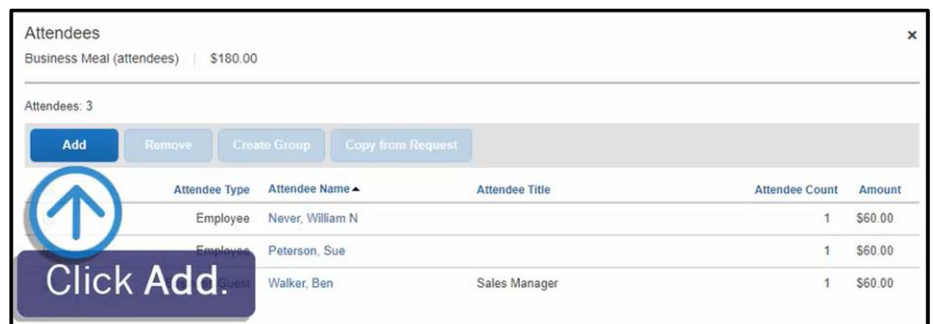 Attendees ×
Business Meal (attendees) | $180.00
Attendees: 3
Add Remove Create Group Copy from Request
Attendee Type Attendee Name Attendee Title Attendee Count Amount
Employee Never, William N 1 $60.00
Employee Peterson, Sue 1 $60.00
Guest Walker, Ben Sales Manager 1 $60.00
Click Add.